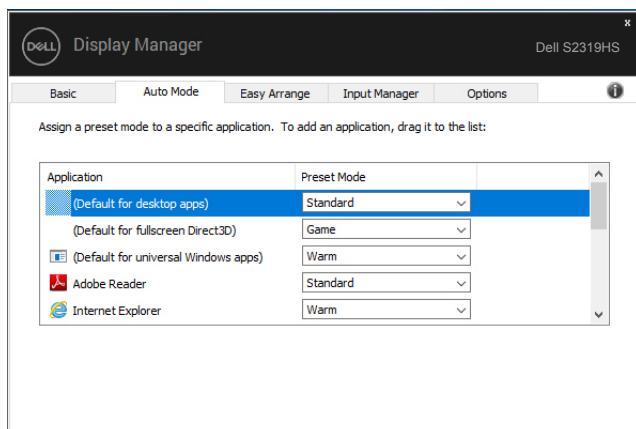 x
DELL Display Manager
Dell S2319HS
Basic Auto Mode Easy Arrange Input Manager Options
Assign a preset mode to a specific application. To add an application, drag it to the list:
Application Preset Mode
(Default for desktop apps) Standard
(Default for fullscreen Direct3D) Game
(Default for universal Windows apps) Warm
Adobe Reader Standard
Internet Explorer Warm